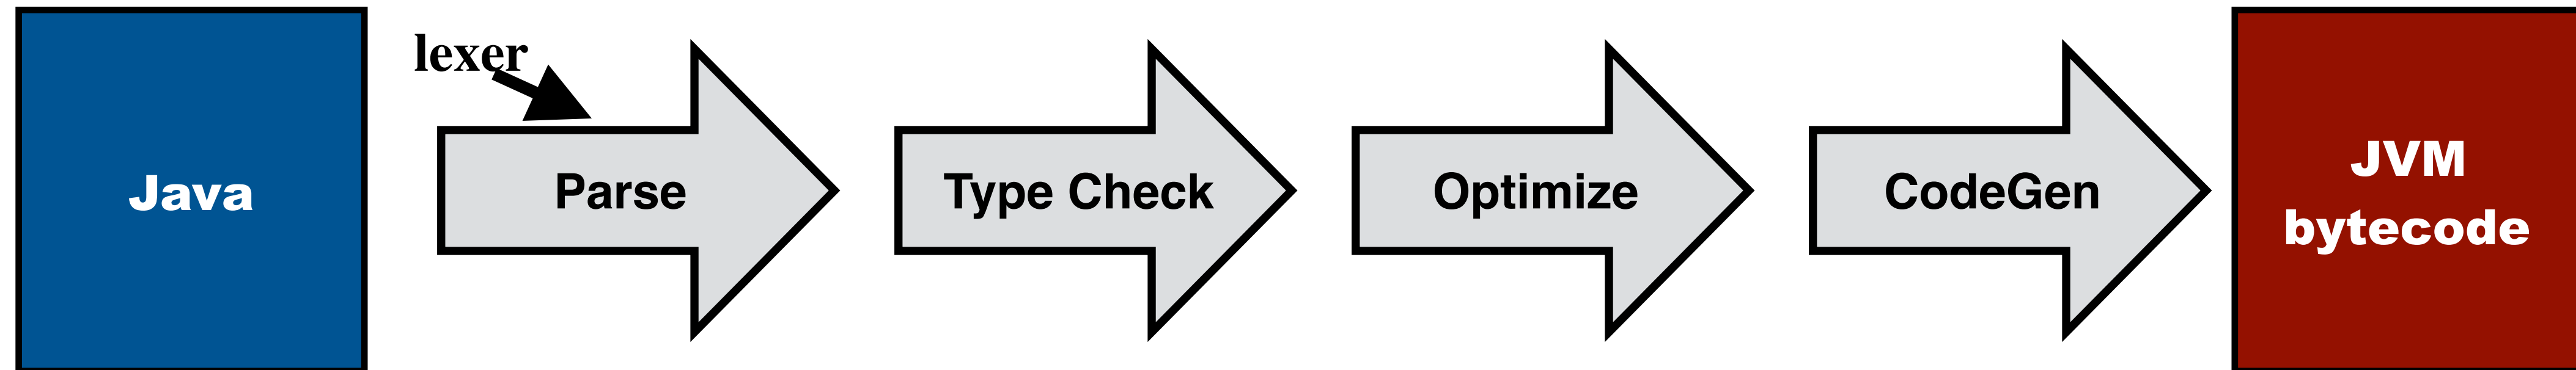 lexer
Java
Parse
Type Check
Optimize
CodeGen
JVM
bytecode